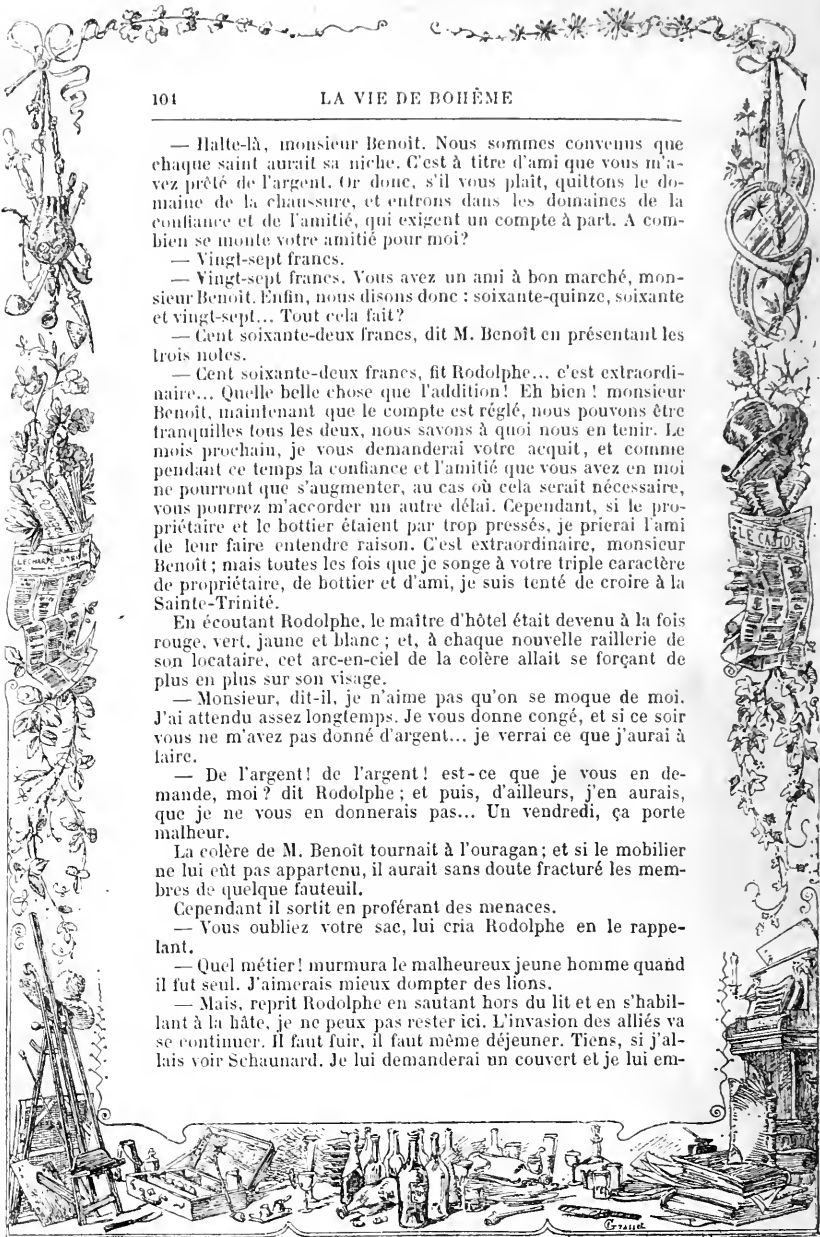 104 LA VIE DE BOHÊME
— Halte-là, monsieur Benoît. Nous sommes convenus que
chaque saint aurait sa niche. C'est à titre d'ami que vous m'a-
vez prêté de l'argent. Or donc, s'il vous plaît, quittons le do-
maine de la chaussure, et entrons dans les domaines de la
confiance et de l'amitié, qui exigent un compte à part. A com-
bien se monte votre amitié pour moi?
— Vingt-sept francs.
— Vingt-sept francs. Vous avez un ami à bon marché, mon-
sieur Benoît. Enfin, nous disons donc : soixante-quinze, soixante
et vingt-sept... Tout cela fait?
— Cent soixante-deux francs, dit M. Benoît en présentant les
trois notes.
— Cent soixante-deux francs, fit Rodolphe... c'est extraordi-
naire... Quelle belle chose que l'addition! Eh bien! monsieur
Benoît, maintenant que le compte est réglé, nous pouvons être
tranquilles tous les deux, nous savons à quoi nous en tenir. Le
mois prochain, je vous demanderai votre acquit, et comme
pendant ce temps la confiance et l'amitié que vous avez en moi
ne pourront que s'augmenter, au cas où cela serait nécessaire,
vous pourrez m'accorder un autre délai. Cependant, si le pro-
priétaire et le bottier étaient par trop pressés, je prierai l'ami
de leur faire entendre raison. C'est extraordinaire, monsieur
Benoît; mais toutes les fois que je songe à votre triple caractère
de propriétaire, de bottier et d'ami, je suis tenté de croire à la
Sainte-Trinité.
En écoutant Rodolphe, le maître d'hôtel était devenu à la fois
rouge, vert, jaune et blanc; et, à chaque nouvelle raillerie de
son locataire, cet arc-en-ciel de la colère allait se forçant de
plus en plus sur son visage.
— Monsieur, dit-il, je n'aime pas qu'on se moque de moi.
J'ai attendu assez longtemps. Je vous donne congé, et si ce soir
vous ne m'avez pas donné d'argent... je verrai ce que j'aurai à
faire.
— De l'argent! de l'argent! est-ce que je vous en de-
mande, moi? dit Rodolphe; et puis, d'ailleurs, j'en aurais,
que je ne vous en donnerais pas... Un vendredi, ça porte
malheur.
La colère de M. Benoît tournait à l'ouragan; et si le mobilier
ne lui eût pas appartenu, il aurait sans doute fracturé les mem-
bres de quelque fauteuil.
Cependant il sortit en proférant des menaces.
— Vous oubliez votre sac, lui cria Rodolphe en le rappe-
lant.
— Quel métier! murmura le malheureux jeune homme quand
il fut seul. J'aimerais mieux dompter des lions.
— Mais, reprit Rodolphe en sautant hors du lit et en s'habil-
lant à la hâte, je ne peux pas rester ici. L'invasion des alliés va
se continuer. Il faut fuir, il faut même déjeuner. Tiens, si j'al-
lais voir Schaunard. Je lui demanderai un couvert et je lui em-
LE CASTOR
Grasset